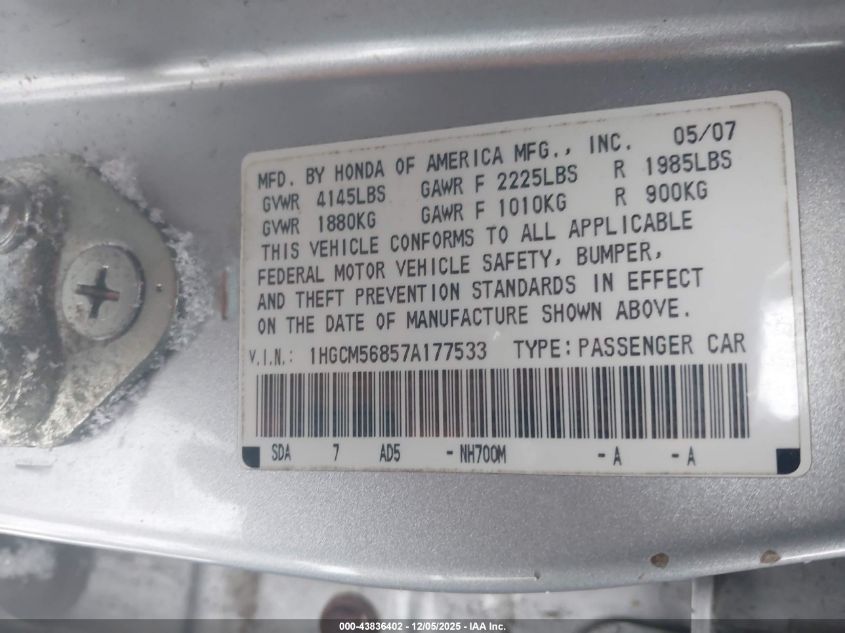 MFD. BY HONDA OF AMERICA MFG., INC. 05/07
GVWR 4145LBS GAWR F 2225LBS R 1985LBS
GVWR 1880KG GAWR F 1010KG R 900KG
THIS VEHICLE CONFORMS TO ALL APPLICABLE
FEDERAL MOTOR VEHICLE SAFETY, BUMPER,
AND THEFT PREVENTION STANDARDS IN EFFECT
ON THE DATE OF MANUFACTURE SHOWN ABOVE.
V.I.N.: 1HGCM56857A177533 TYPE: PASSENGER CAR
SDA 7 AD5 - NH700M - A - A
000-43836402 - 12/05/2025 - IAA Inc.